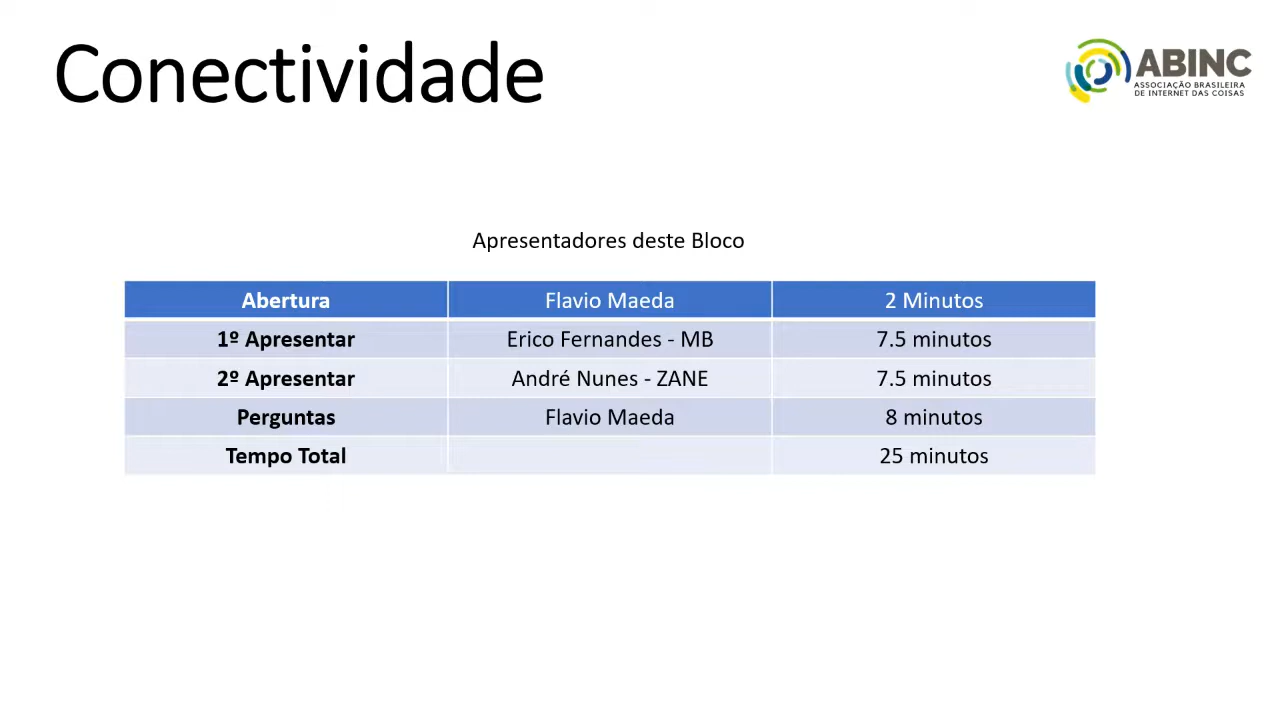 Conectividade
ABINC
ASSOCIAÇÃO BRASILEIRA
DE INTERNET DAS COISAS
Apresentadores deste Bloco
Abertura Flavio Maeda 2 Minutos
1º Apresentar Erico Fernandes - MB 7.5 minutos
2º Apresentar André Nunes - ZANE 7.5 minutos
Perguntas Flavio Maeda 8 minutos
Tempo Total 25 minutos